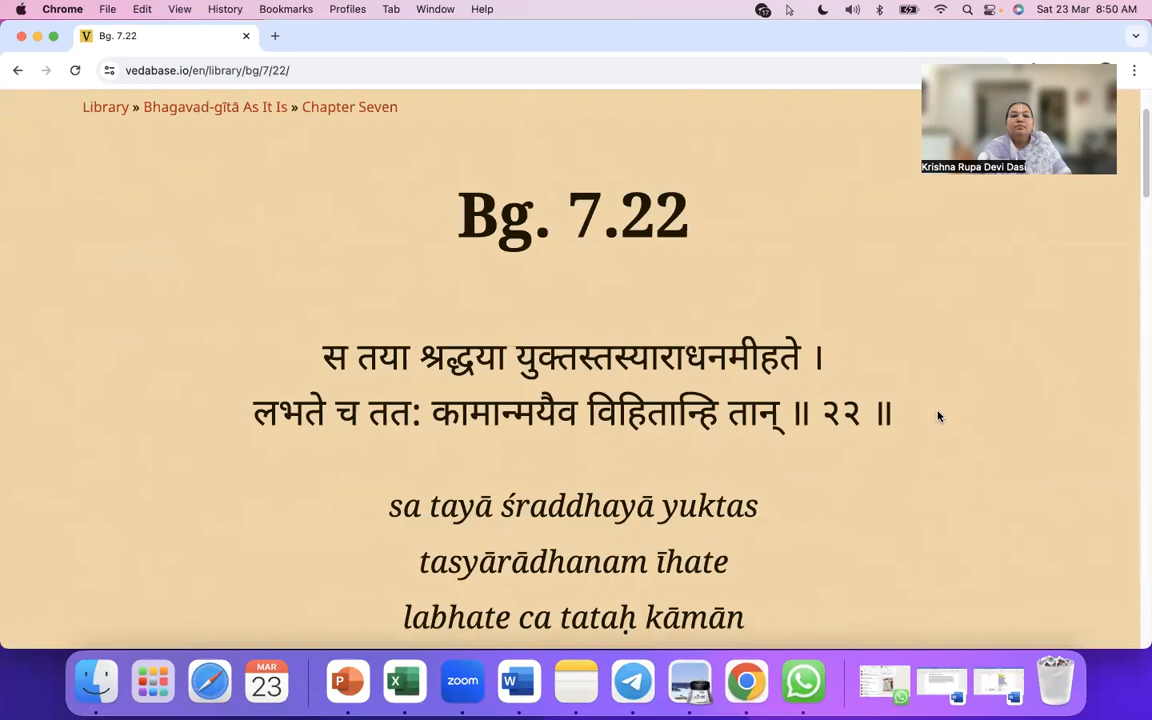 Chrome File Edit View History Bookmarks Profiles Tab Window Help Sat 23 Mar 8:50 AM
Bg. 7.22
vedabase.io/en/library/bg/7/22/
Library » Bhagavad-gītā As It Is » Chapter Seven
Krishna Rupa Devi Dasi
Bg. 7.22
स तया श्रद्धया युक्तस्तस्याराधनमीहते ।
लभते च तत: कामान्मयैव विहितान्हि तान् ॥ २२ ॥
sa tayā śraddhayā yuktas
tasyārādhanam īhate
labhate ca tataḥ kāmān
MAR
23
zoom